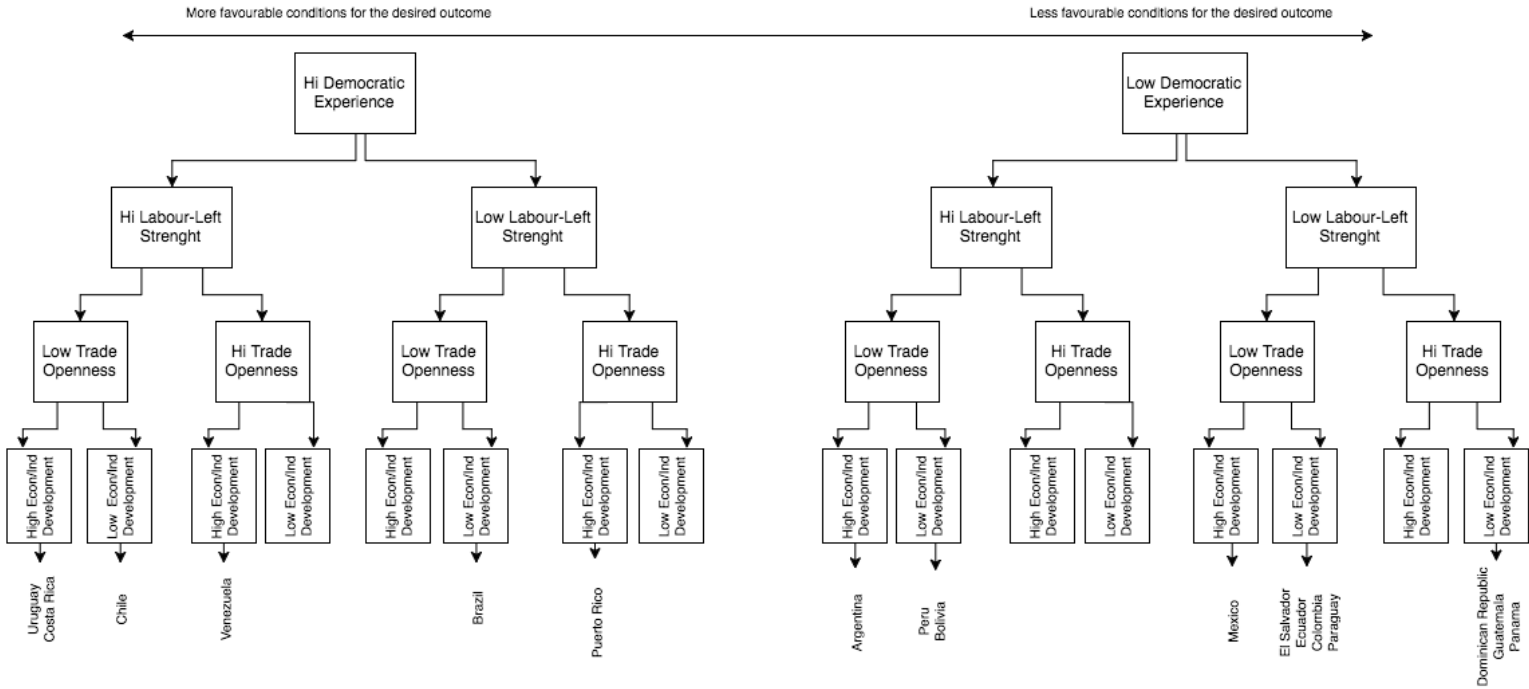 More favourable conditions for the desired outcome
Less favourable conditions for the desired outcome
Hi Democratic
Experience
Low Democratic
Experience
Hi Labour-Left
Strenght
Low Labour-Left
Strenght
Hi Labour-Left
Strenght
Low Labour-Left
Strenght
Low Trade
Openness
Hi Trade
Openness
Low Trade
Openness
Hi Trade
Openness
Low Trade
Openness
Hi Trade
Openness
Low Trade
Openness
Hi Trade
Openness
High Econ/Ind
Development
Low Econ/Ind
Development
High Econ/Ind
Development
Low Econ/Ind
Development
High Econ/Ind
Development
Low Econ/Ind
Development
High Econ/Ind
Development
Low Econ/Ind
Development
High Econ/Ind
Development
Low Econ/Ind
Development
High Econ/Ind
Development
Low Econ/Ind
Development
High Econ/Ind
Development
Low Econ/Ind
Development
High Econ/Ind
Development
Low Econ/Ind
Development
Uruguay
Costa Rica
Chile
Venezuela
Brazil
Puerto Rico
Argentina
Peru
Bolivia
Mexico
El Salvador
Ecuador
Colombia
Paraguay
Dominican Republic
Guatemala
Panama